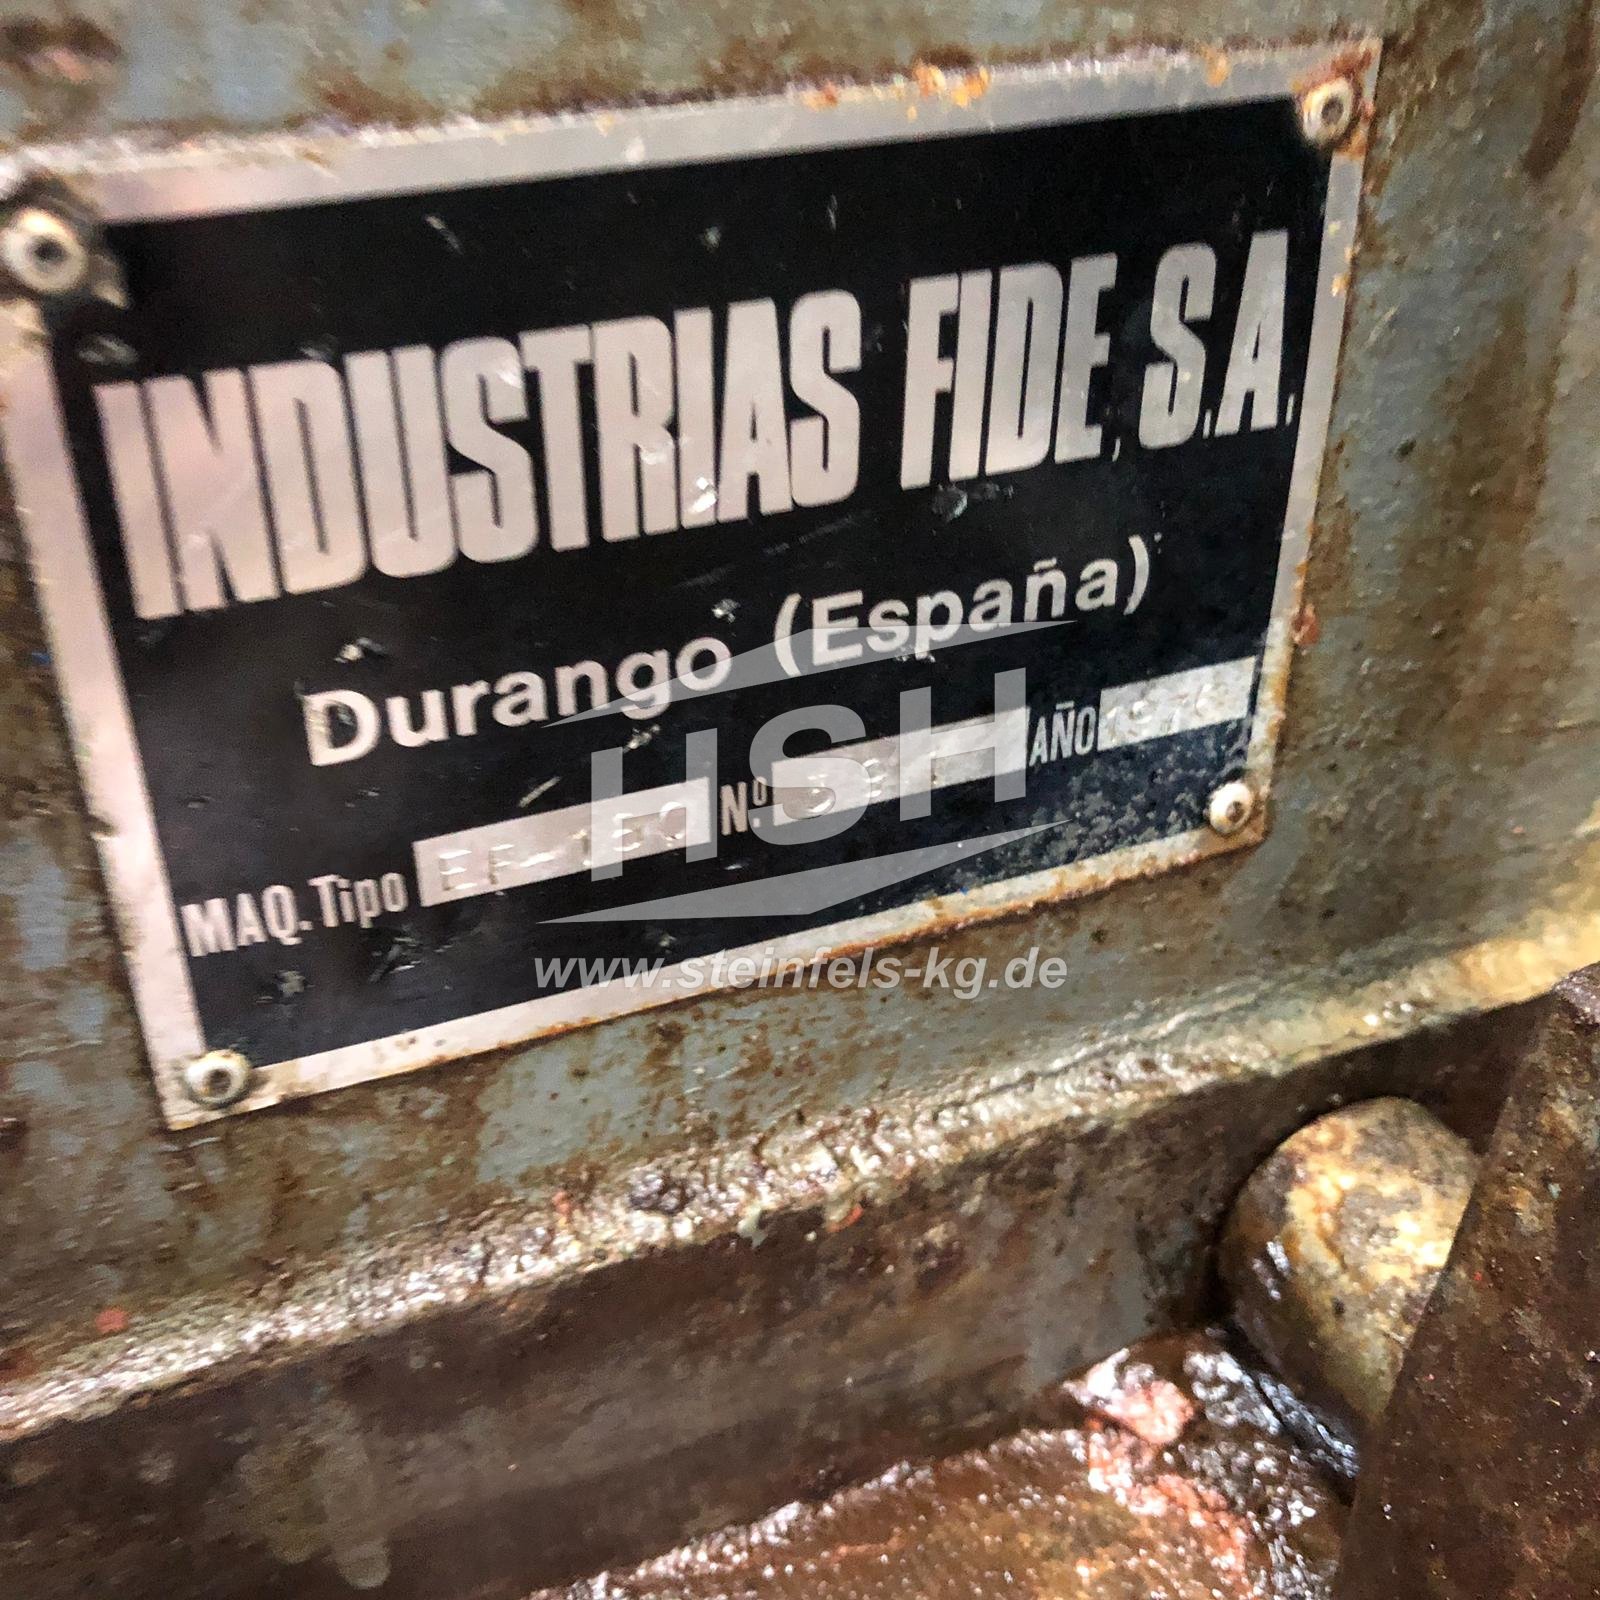 INDUSTRIAS FIDE, S.A.
Durango (España)
MAQ. Tipo Nº. AÑO
HSH
www.steinfels-kg.de